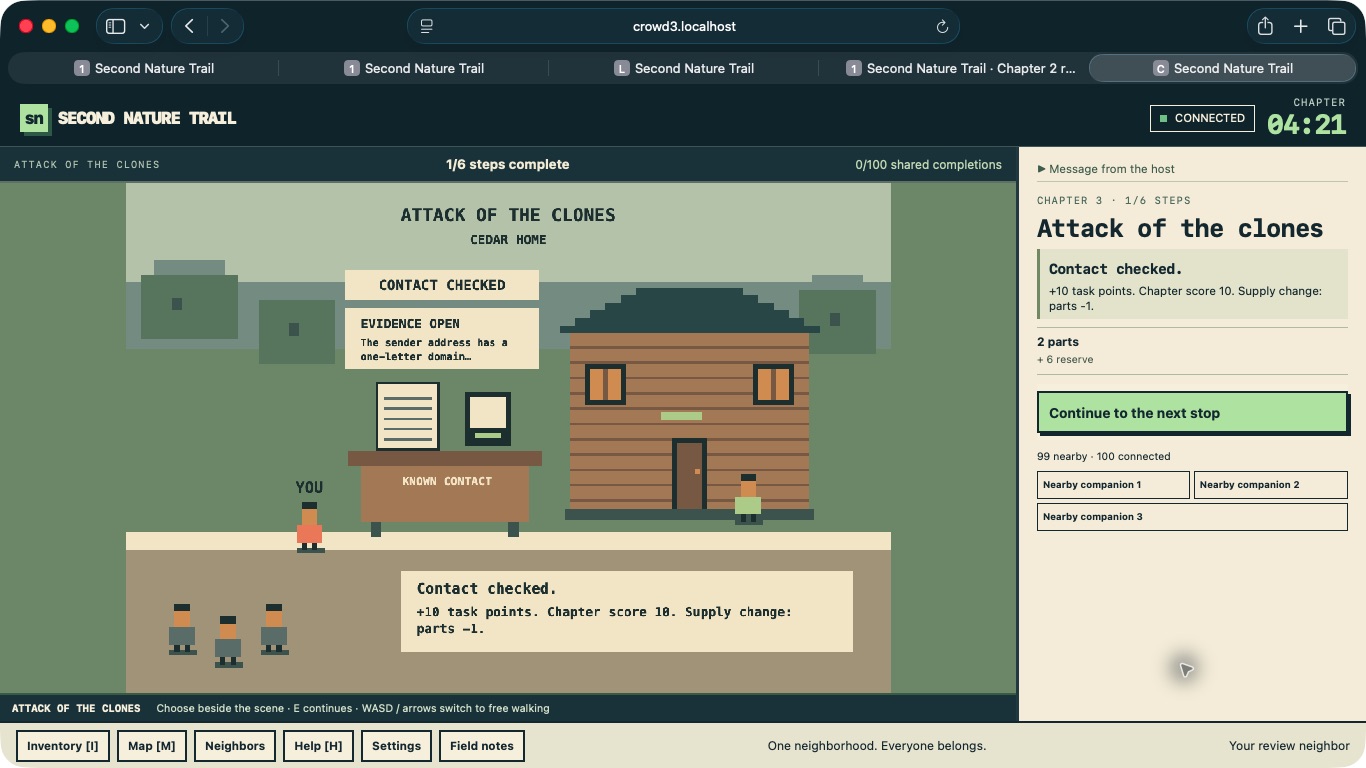 crowd3.localhost
1 Second Nature Trail
1 Second Nature Trail
L Second Nature Trail
1 Second Nature Trail · Chapter 2 r...
C Second Nature Trail
sn SECOND NATURE TRAIL
CONNECTED
CHAPTER
04:21
ATTACK OF THE CLONES
1/6 steps complete
0/100 shared completions
ATTACK OF THE CLONES
CEDAR HOME
CONTACT CHECKED
EVIDENCE OPEN
The sender address has a
one-letter domain…
KNOWN CONTACT
YOU
Contact checked.
+10 task points. Chapter score 10. Supply change:
parts -1.
ATTACK OF THE CLONES
Choose beside the scene · E continues · WASD / arrows switch to free walking
Message from the host
CHAPTER 3 · 1/6 STEPS
Attack of the clones
Contact checked.
+10 task points. Chapter score 10. Supply change:
parts -1.
2 parts
+ 6 reserve
Continue to the next stop
99 nearby · 100 connected
Nearby companion 1
Nearby companion 2
Nearby companion 3
Inventory [I]
Map [M]
Neighbors
Help [H]
Settings
Field notes
One neighborhood. Everyone belongs.
Your review neighbor